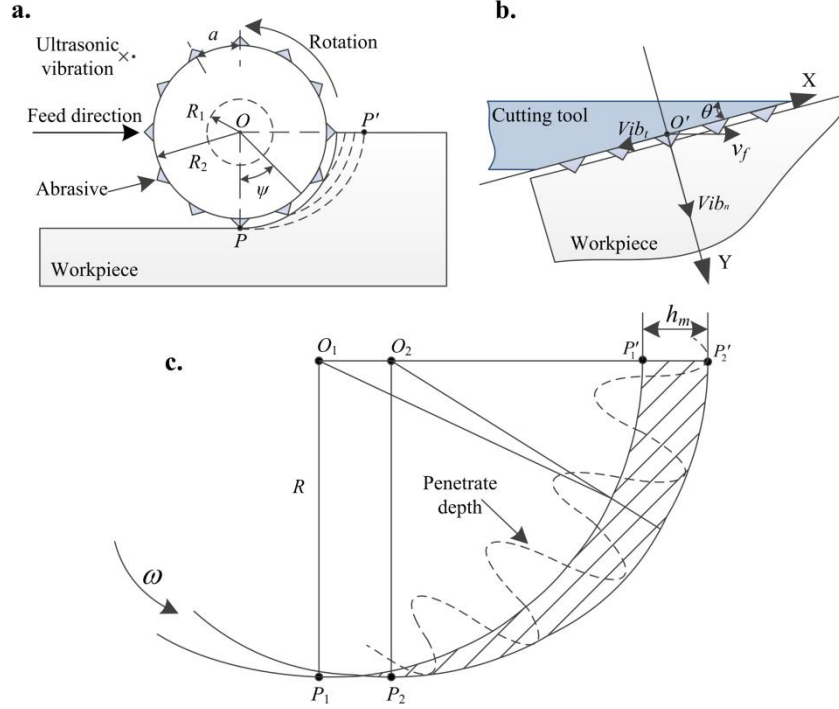 a.
Ultrasonic
vibration
a
Rotation
Feed direction
R₁
O
P'
R₂
Abrasive
ψ
P
Workpiece
b.
X
Cutting tool
θ
O'
Vibₜ
v_f
Vibₙ
Workpiece
Y
c.
O₁
O₂
P₁'
hₘ
P₂'
R
Penetrate
depth
ω
P₁
P₂